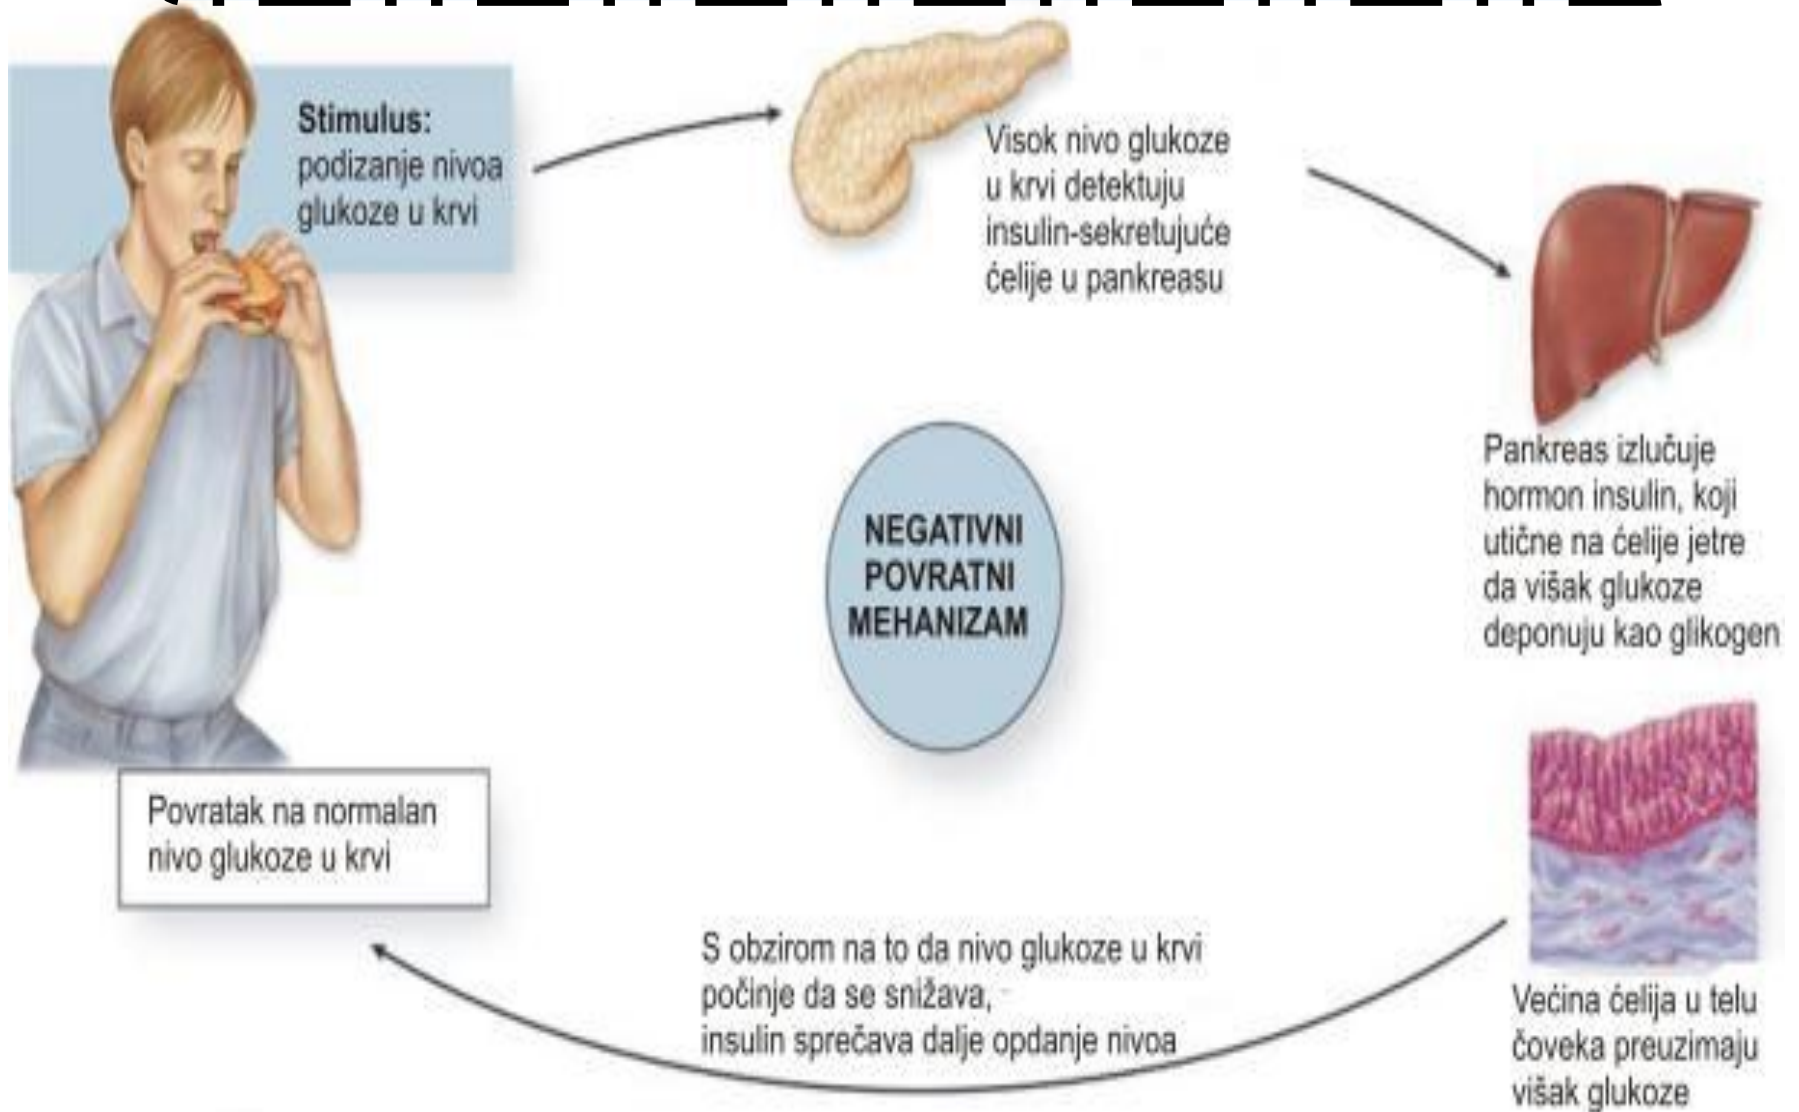 Stimulus:
podizanje nivoa
glukoze u krvi
Visok nivo glukoze
u krvi detektuju
insulin-sekretujuće
ćelije u pankreasu
Pankreas izlučuje
hormon insulin, koji
utične na ćelije jetre
da višak glukoze
deponuju kao glikogen
NEGATIVNI
POVRATNI
MEHANIZAM
Većina ćelija u telu
čoveka preuzimaju
višak glukoze
S obzirom na to da nivo glukoze u krvi
počinje da se snižava,
insulin sprečava dalje opdanje nivoa
Povratak na normalan
nivo glukoze u krvi